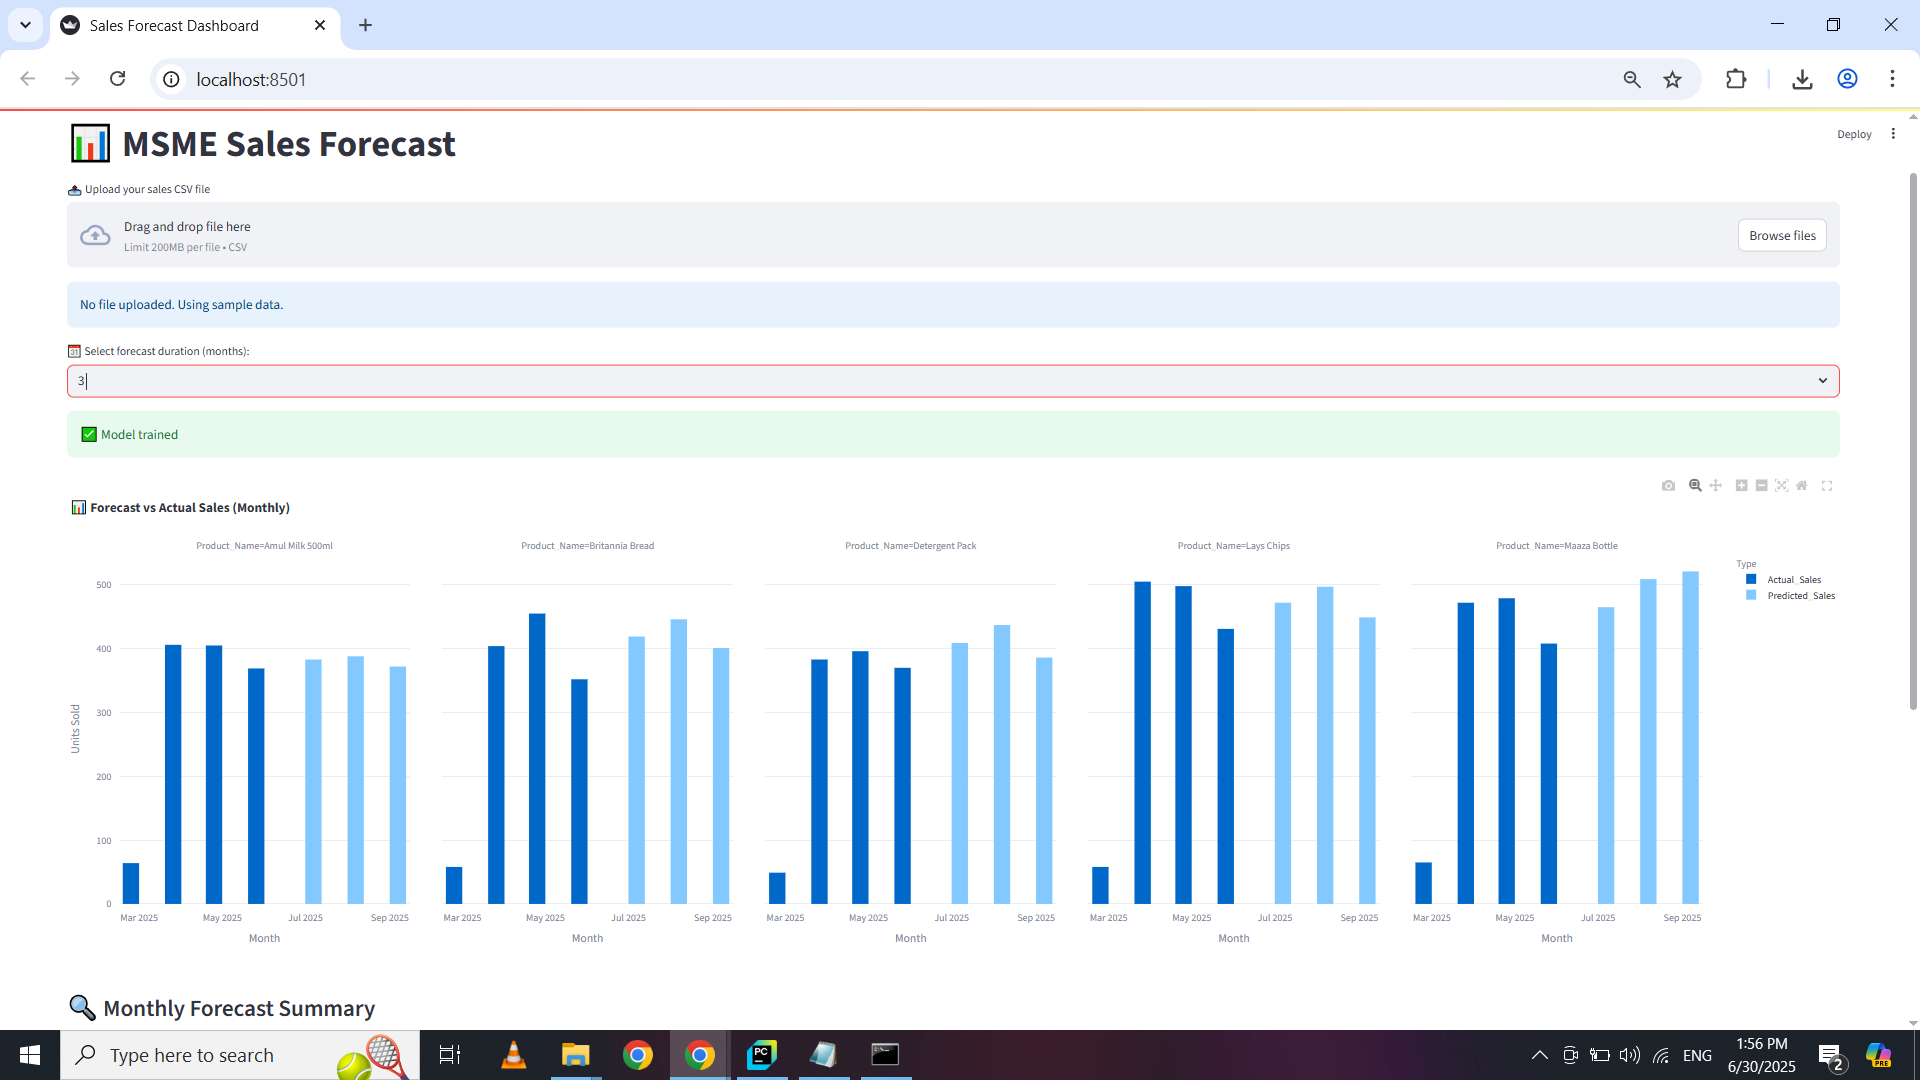 Sales Forecast Dashboard
localhost:8501
MSME Sales Forecast
Deploy
Upload your sales CSV file
Drag and drop file here
Limit 200MB per file • CSV
Browse files
No file uploaded. Using sample data.
31 Select forecast duration (months):
3
Model trained
Forecast vs Actual Sales (Monthly)
Product_Name=Amul Milk 500ml Product_Name=Britannia Bread Product_Name=Detergent Pack Product_Name=Lays Chips Product_Name=Maaza Bottle
Type
Actual_Sales
Predicted_Sales
Units Sold
500
400
300
200
100
0
Mar 2025 May 2025 Jul 2025 Sep 2025 Mar 2025 May 2025 Jul 2025 Sep 2025 Mar 2025 May 2025 Jul 2025 Sep 2025 Mar 2025 May 2025 Jul 2025 Sep 2025 Mar 2025 May 2025 Jul 2025 Sep 2025
Month Month Month Month Month
Monthly Forecast Summary
Type here to search
PC
ENG
1:56 PM
6/30/2025
2
PRE